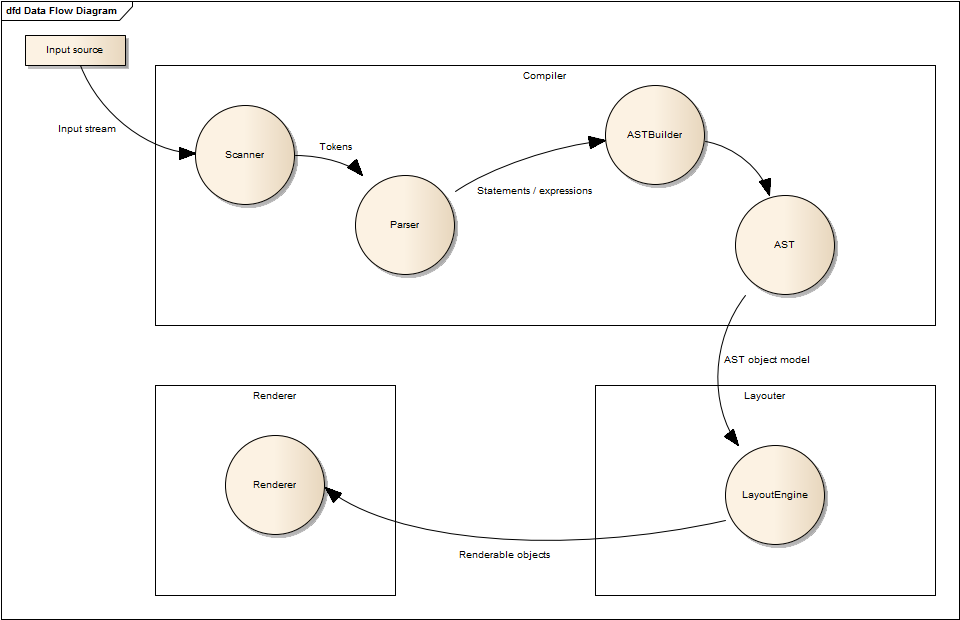 dfd Data Flow Diagram
Input source
Compiler
Input stream
Scanner
Tokens
Parser
Statements / expressions
ASTBuilder
AST
AST object model
Renderer
Layouter
Renderer
LayoutEngine
Renderable objects